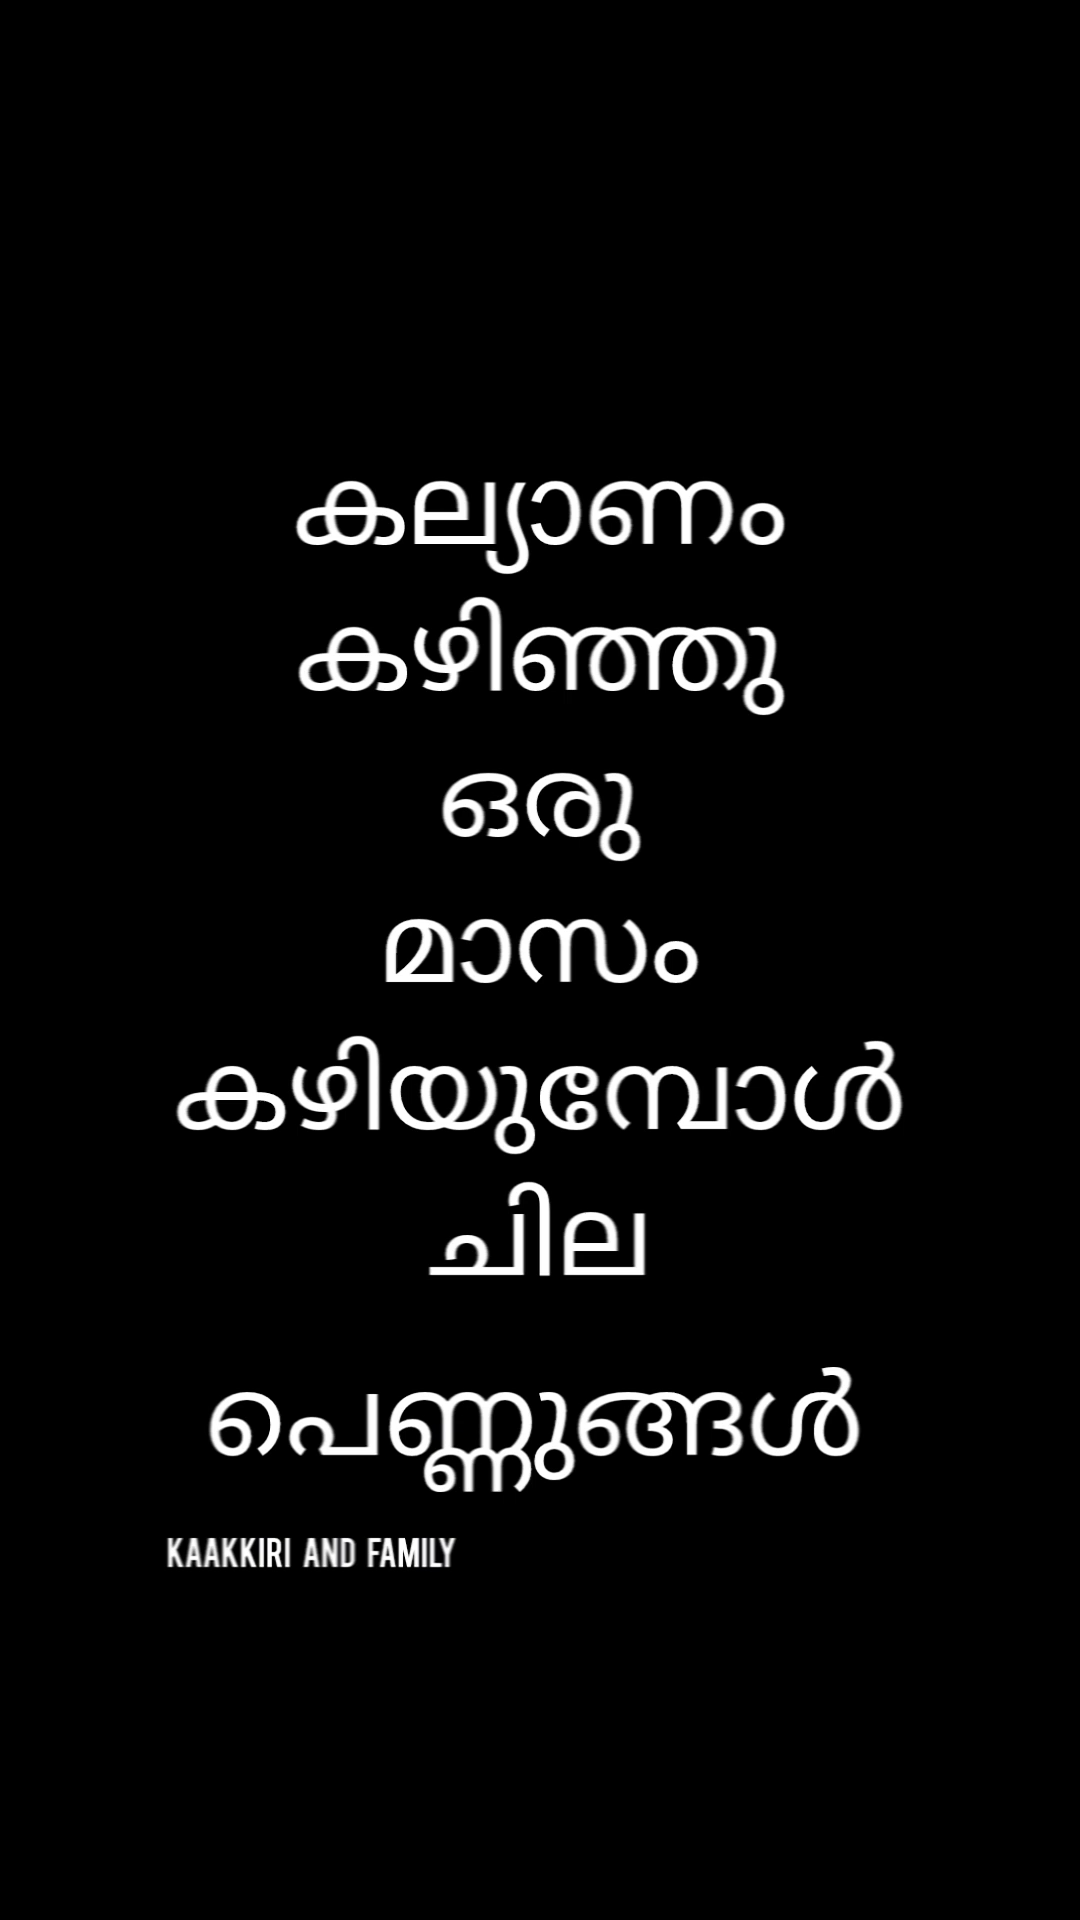 കല്യാണം
കഴിഞ്ഞു
ഒരു
മാസം
കഴിയുമ്പോൾ
ചില
പെണ്ണുങ്ങൾ
KAAKKIRI AND FAMILY